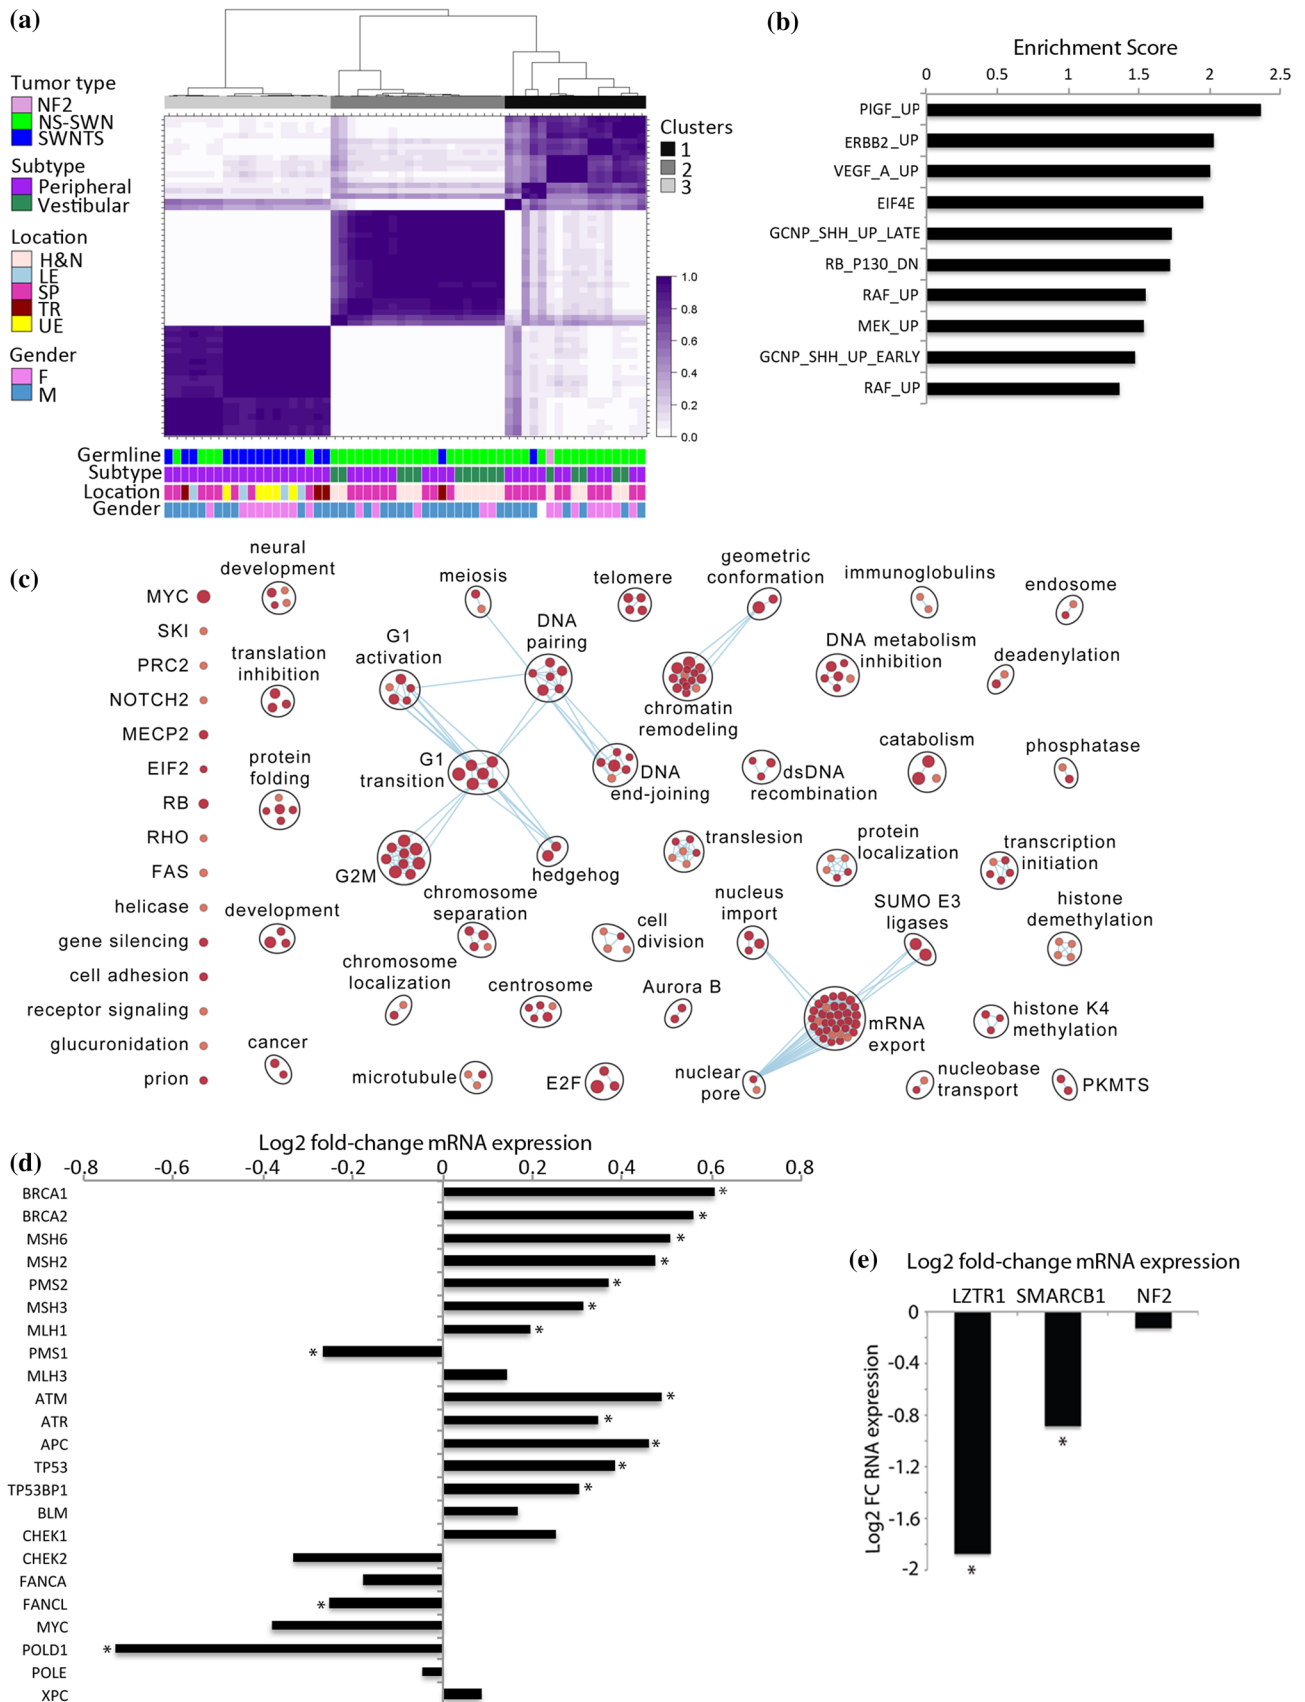 (a)
Tumor type
NF2
NS-SWN
SWNTS
Subtype
Peripheral
Vestibular
Location
H&N
LE
SP
TR
UE
Gender
F
M
Clusters
1
2
3
1.0
0.8
0.6
0.4
0.2
0.0
Germline
Subtype
Location
Gender
(b)
Enrichment Score
0 0.5 1 1.5 2 2.5
PIGF_UP
ERBB2_UP
VEGF_A_UP
EIF4E
GCNP_SHH_UP_LATE
RB_P130_DN
RAF_UP
MEK_UP
GCNP_SHH_UP_EARLY
RAF_UP
(c)
MYC
SKI
PRC2
NOTCH2
MECP2
EIF2
RB
RHO
FAS
helicase
gene silencing
cell adhesion
receptor signaling
glucuronidation
prion
neural
development
meiosis
telomere
geometric
conformation
immunoglobulins
endosome
translation
inhibition
G1
activation
DNA
pairing
chromatin
remodeling
DNA metabolism
inhibition
deadenylation
protein
folding
G1
transition
DNA
end-joining
dsDNA
recombination
catabolism
phosphatase
G2M
hedgehog
translesion
protein
localization
transcription
initiation
development
chromosome
separation
cell
division
nucleus
import
SUMO E3
ligases
histone
demethylation
chromosome
localization
centrosome
Aurora B
mRNA
export
histone K4
methylation
cancer
microtubule
E2F
nuclear
pore
nucleobase
transport
PKMTS
(d)
Log2 fold-change mRNA expression
-0,8 -0,6 -0,4 -0,2 0 0,2 0,4 0,6 0,8
BRCA1 *
BRCA2 *
MSH6 *
MSH2 *
PMS2 *
MSH3 *
MLH1 *
PMS1 *
MLH3
ATM *
ATR *
APC *
TP53 *
TP53BP1 *
BLM
CHEK1
CHEK2
FANCA
FANCL *
MYC
POLD1 *
POLE
XPC
(e)
Log2 fold-change mRNA expression
LZTR1 SMARCB1 NF2
Log2 FC RNA expression
0
-0.4
-0.8
-1.2
-1.6
-2
*
*